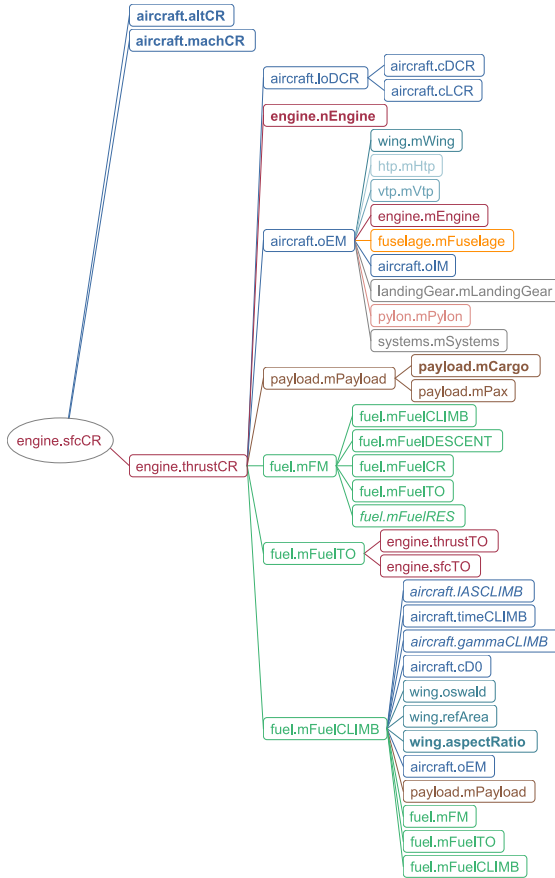 aircraft.altCR
aircraft.machCR
aircraft.loDCR
aircraft.cDCR
aircraft.cLCR
engine.nEngine
wing.mWing
htp.mHtp
vtp.mVtp
engine.mEngine
aircraft.oEM
fuselage.mFuselage
aircraft.oIM
landingGear.mLandingGear
pylon.mPylon
systems.mSystems
payload.mPayload
payload.mCargo
payload.mPax
fuel.mFuelCLIMB
engine.sfcCR
fuel.mFuelDESCENT
engine.thrustCR
fuel.mFM
fuel.mFuelCR
fuel.mFuelTO
fuel.mFuelRES
engine.thrustTO
fuel.mFuelTO
engine.sfcTO
aircraft.IASCLIMB
aircraft.timeCLIMB
aircraft.gammaCLIMB
aircraft.cD0
wing.oswald
wing.refArea
fuel.mFuelCLIMB
wing.aspectRatio
aircraft.oEM
payload.mPayload
fuel.mFM
fuel.mFuelTO
fuel.mFuelCLIMB